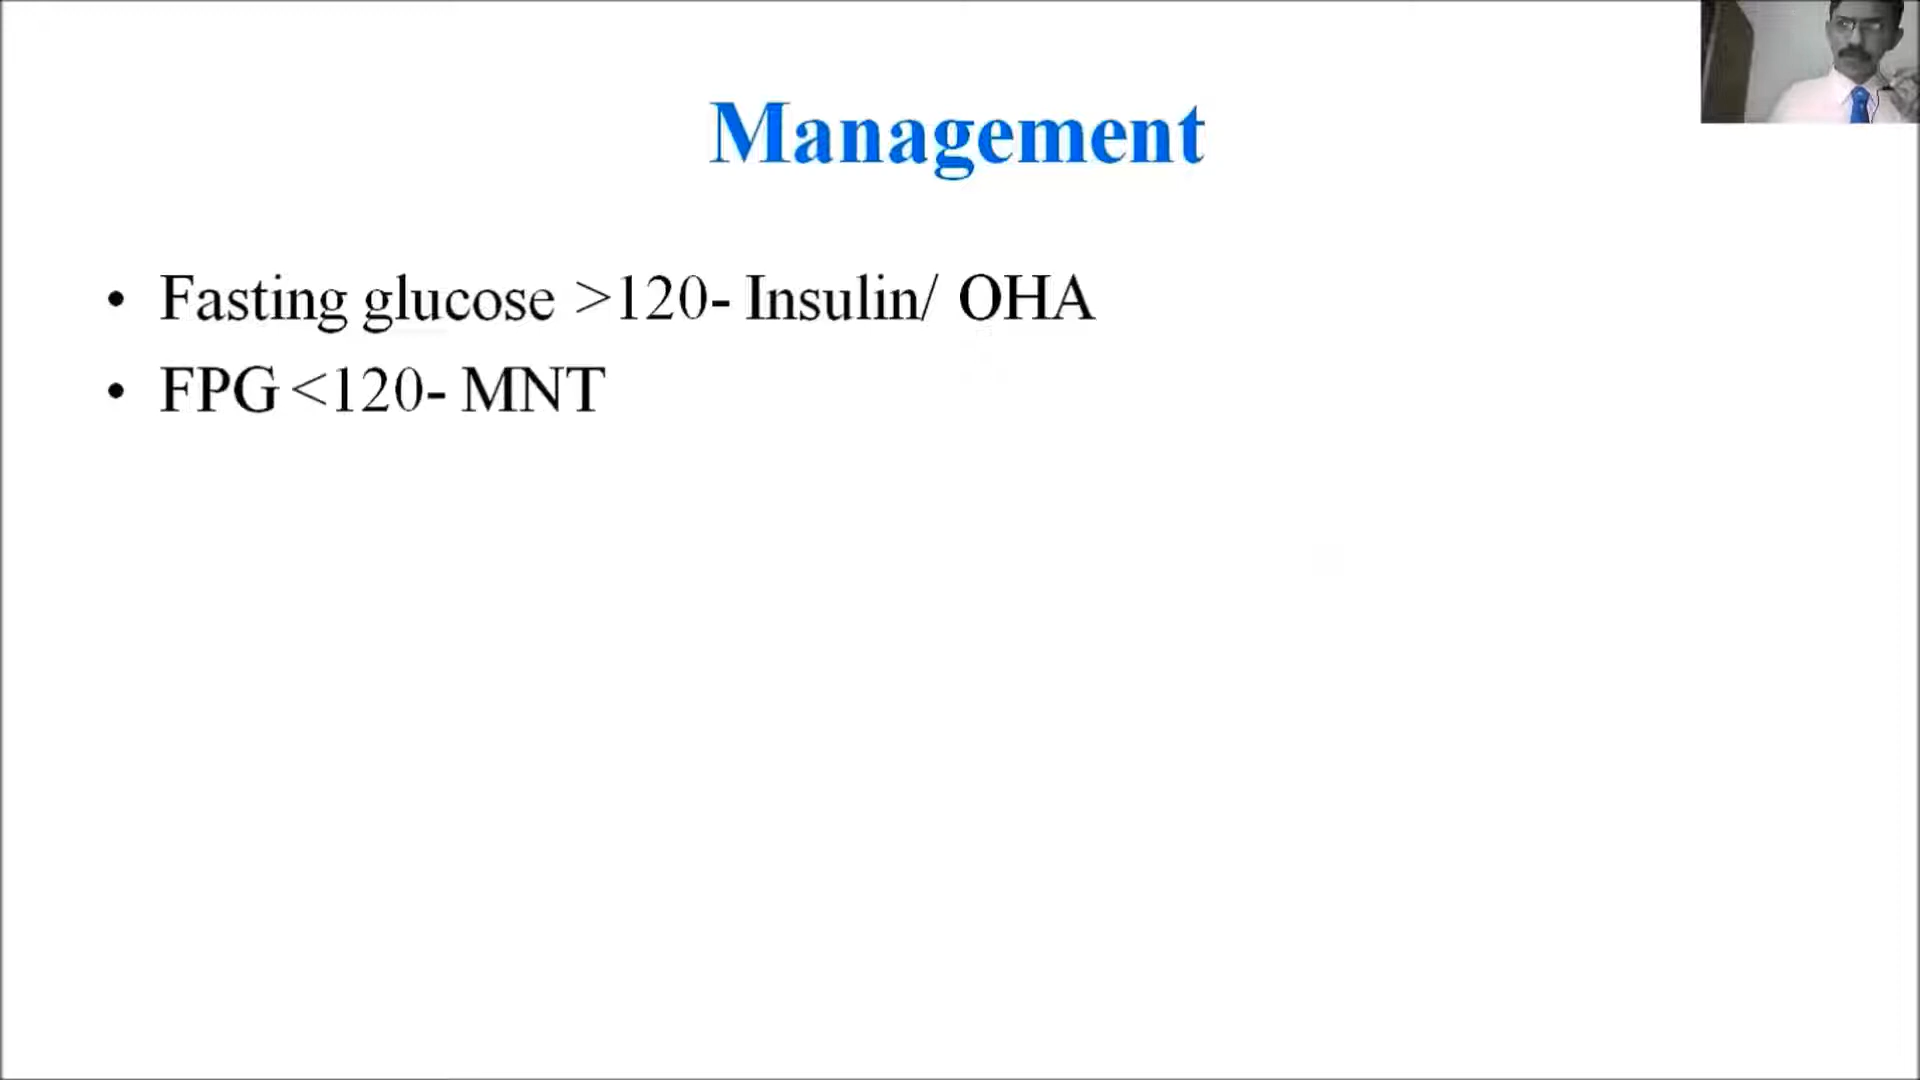 Management
• Fasting glucose >120- Insulin/ OHA
• FPG <120- MNT